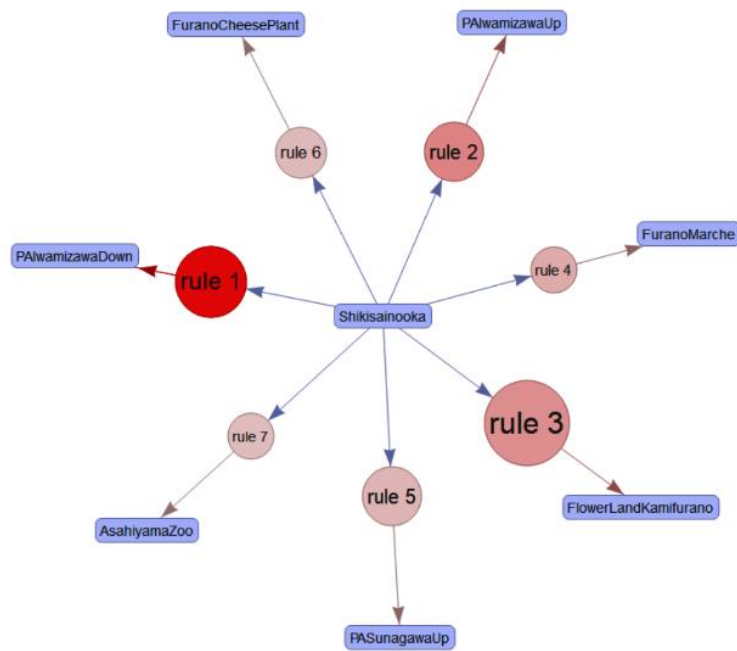 FuranoCheesePlant
PAIwamizawaUp
rule 6
rule 2
FuranoMarche
PAIwamizawaDown
rule 1
rule 4
Shikisainooka
rule 3
rule 7
rule 5
FlowerLandKamifurano
AsahiyamaZoo
PASunagawaUp